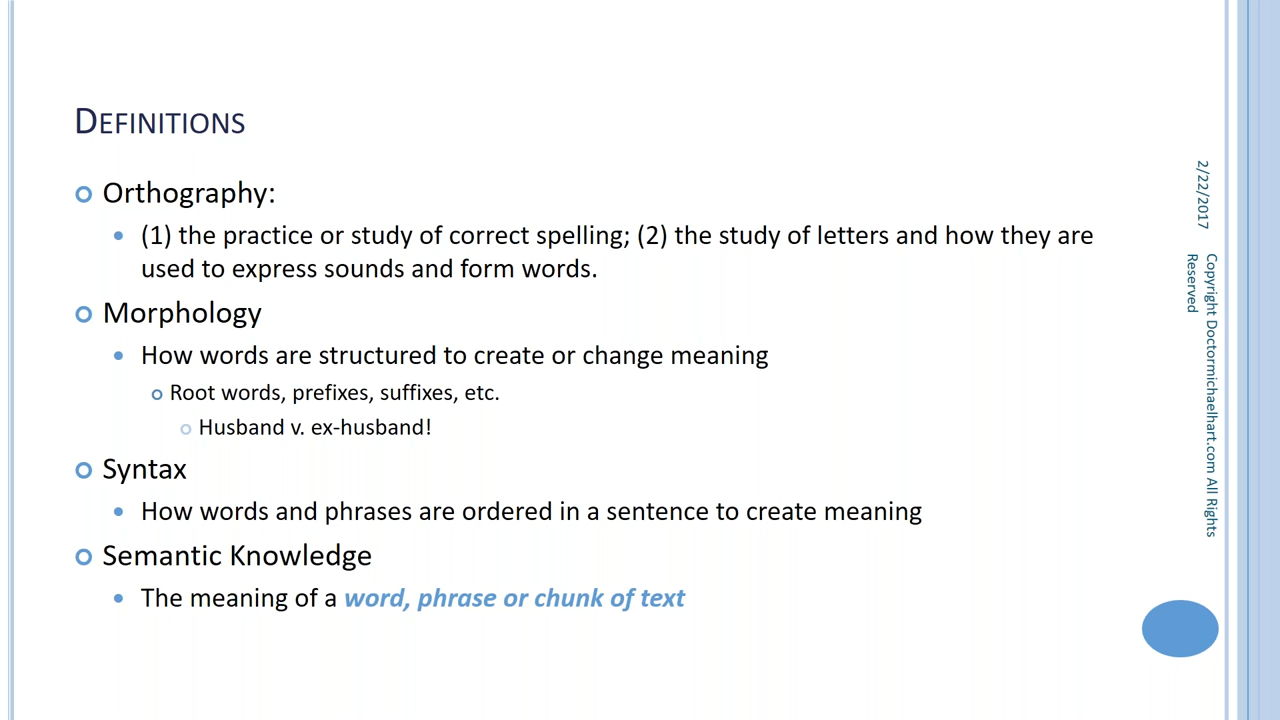 DEFINITIONS
Orthography:
(1) the practice or study of correct spelling; (2) the study of letters and how they are
used to express sounds and form words.
Morphology
How words are structured to create or change meaning
Root words, prefixes, suffixes, etc.
Husband v. ex-husband!
Syntax
How words and phrases are ordered in a sentence to create meaning
Semantic Knowledge
The meaning of a word, phrase or chunk of text
2/22/2017
Copyright Doctormichaelhart.com All Rights
Reserved